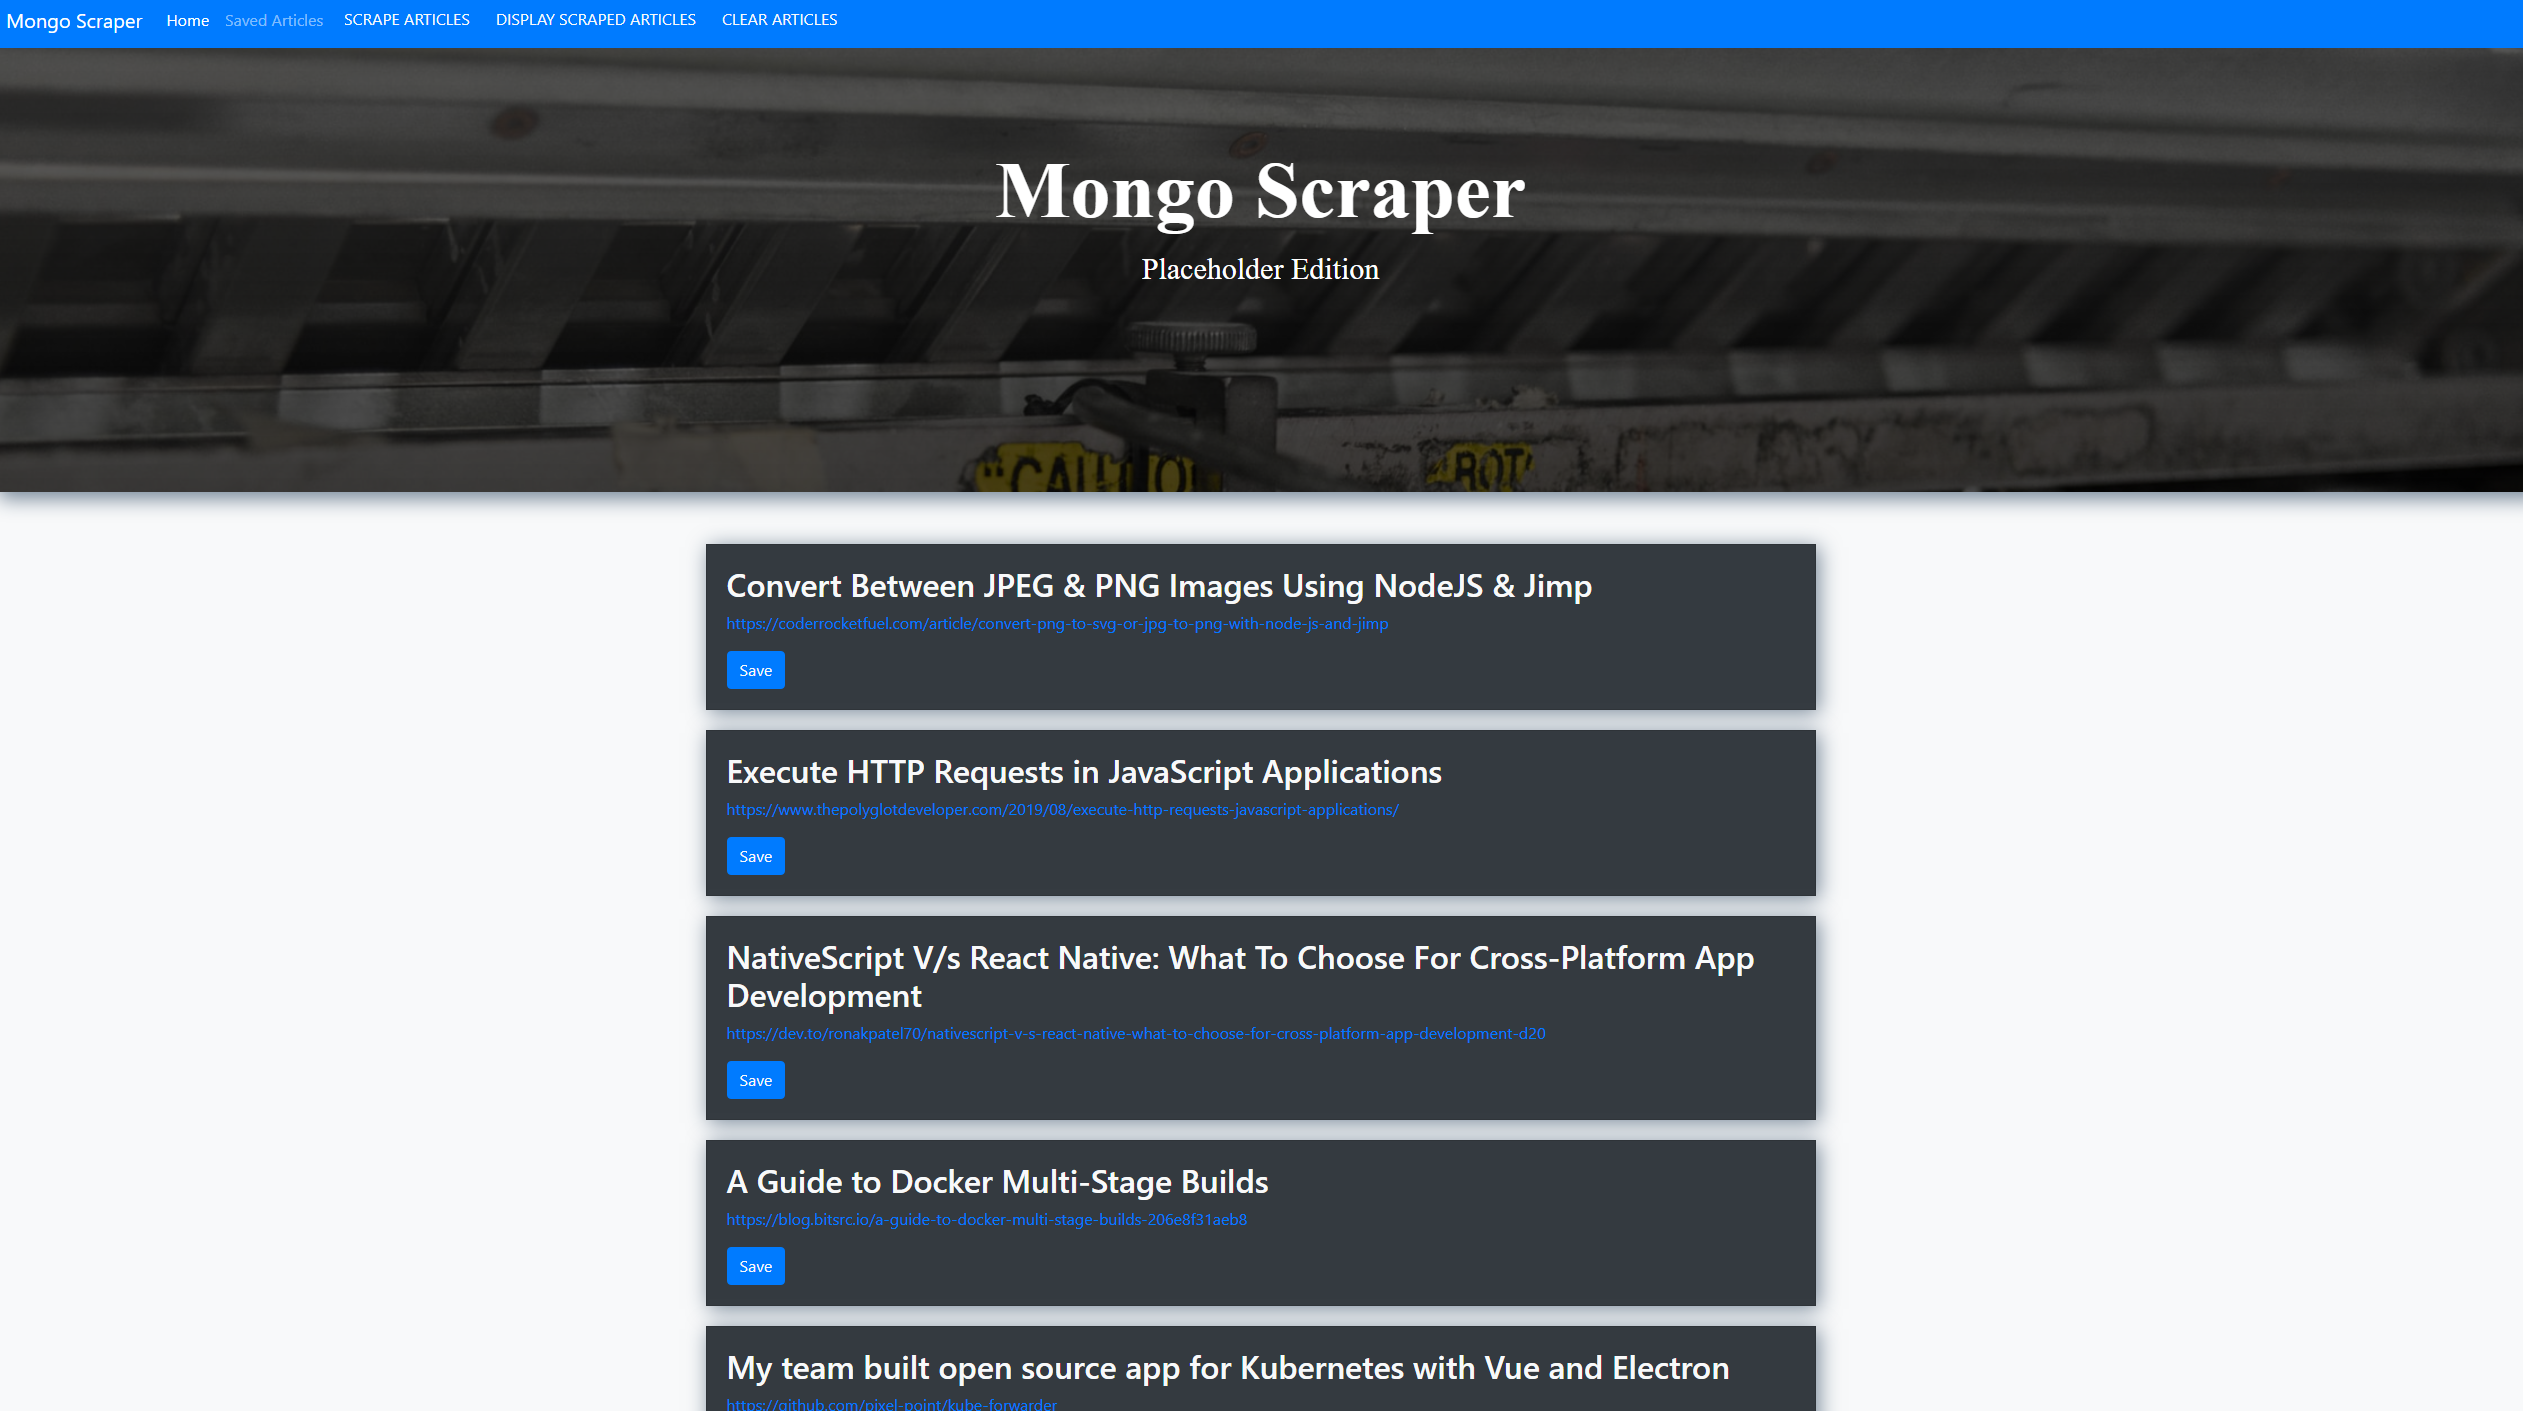 Mongo Scraper Home Saved Articles SCRAPE ARTICLES DISPLAY SCRAPED ARTICLES CLEAR ARTICLES
Mongo Scraper
Placeholder Edition
"CAUTION
ROT
Convert Between JPEG & PNG Images Using NodeJS & Jimp
https://coderrocketfuel.com/article/convert-png-to-svg-or-jpg-to-png-with-node-js-and-jimp
Save
Execute HTTP Requests in JavaScript Applications
https://www.thepolyglotdeveloper.com/2019/08/execute-http-requests-javascript-applications/
Save
NativeScript V/s React Native: What To Choose For Cross-Platform App
Development
https://dev.to/ronakpatel70/nativescript-v-s-react-native-what-to-choose-for-cross-platform-app-development-d20
Save
A Guide to Docker Multi-Stage Builds
https://blog.bitsrc.io/a-guide-to-docker-multi-stage-builds-206e8f31aeb8
Save
My team built open source app for Kubernetes with Vue and Electron
https://github.com/pixel-point/kube-forwarder